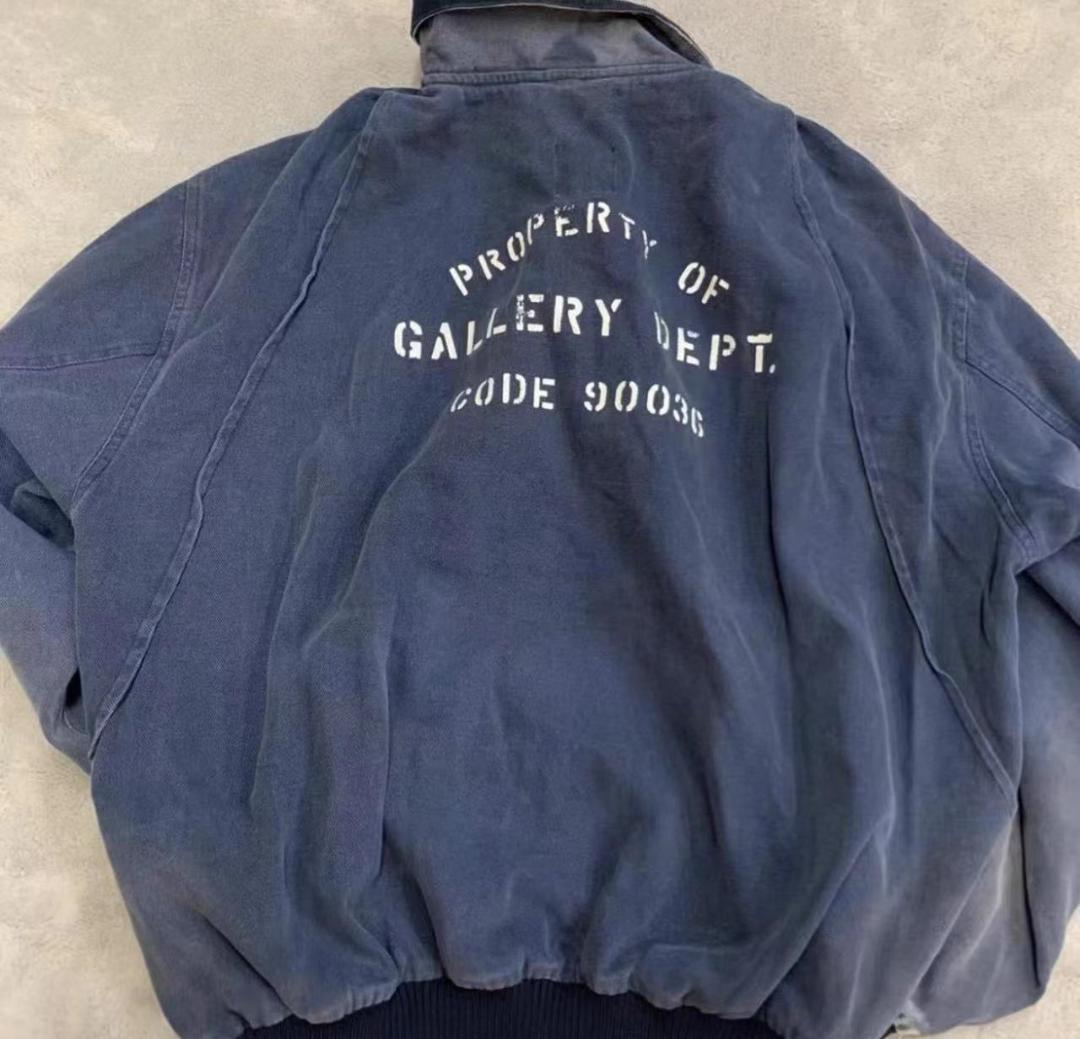 PROPERTY OF
GALLERY DEPT.
CODE 90036